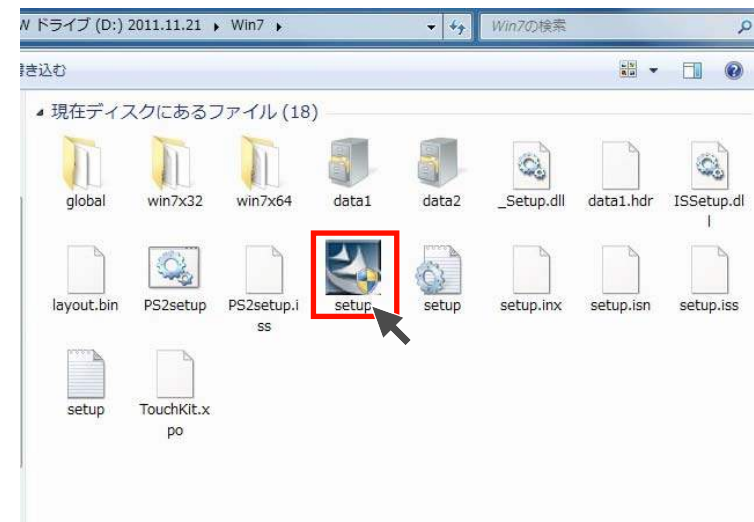 W ドライブ (D:) 2011.11.21 ▸ Win7 ▸ Win7の検索
書き込む
現在ディスクにあるファイル (18)
global win7x32 win7x64 data1 data2 _Setup.dll data1.hdr ISSetup.dl
l
layout.bin PS2setup PS2setup.i setup setup setup.inx setup.isn setup.iss
ss
setup TouchKit.x
po